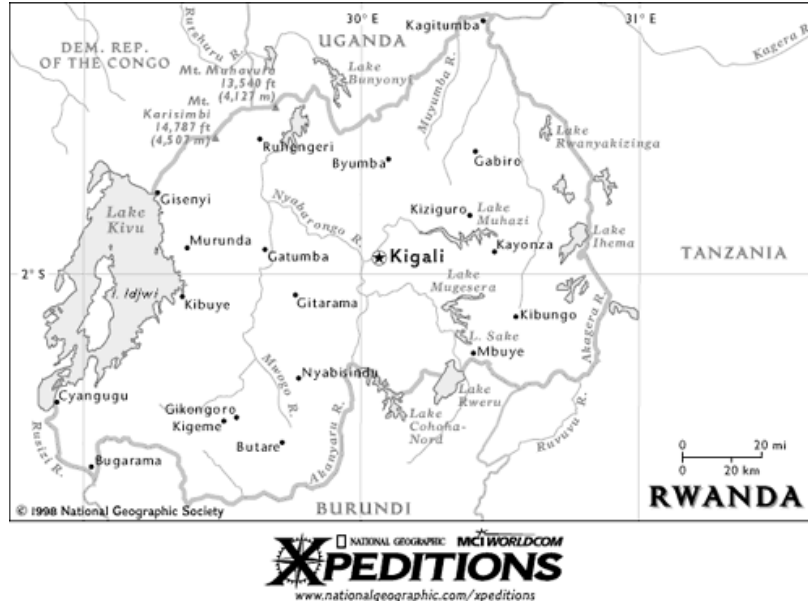 30° E
31° E
Kagitumba
DEM. REP.
OF THE CONGO
Rutshuru R.
UGANDA
Kagera R.
Lake
Bunyonyi
Muyumba R.
Mt. Muhavura
13,540 ft
(4,127 m)
Mt.
Karisimbi
14,787 ft
(4,507 m)
Lake
Rwanyakizinga
Ruhengeri
Byumba
Gabiro
Gisenyi
Nyabarongo R.
Kiziguro
Lake
Muhazi
Lake
Kivu
Lake
Ihema
Murunda
Gatumba
Kigali
Kayonza
TANZANIA
2° S
Lake
Mugesera
I. Idjwi
Kibuye
Gitarama
Kibungo
Akagera R.
L. Sake
Mbuye
Mwogo R.
Nyabisindu
Lake
Rweru
Cyangugu
Gikongoro
Kigeme
Lake
Cohoha-
Nord
Ruvuvu R.
Rusizi R.
Butare
Akanyaru R.
Bugarama
0 20 mi
0 20 km
RWANDA
BURUNDI
© 1998 National Geographic Society
NATIONAL GEOGRAPHIC MCI WORLDCOM
XPEDITIONS
www.nationalgeographic.com/xpeditions